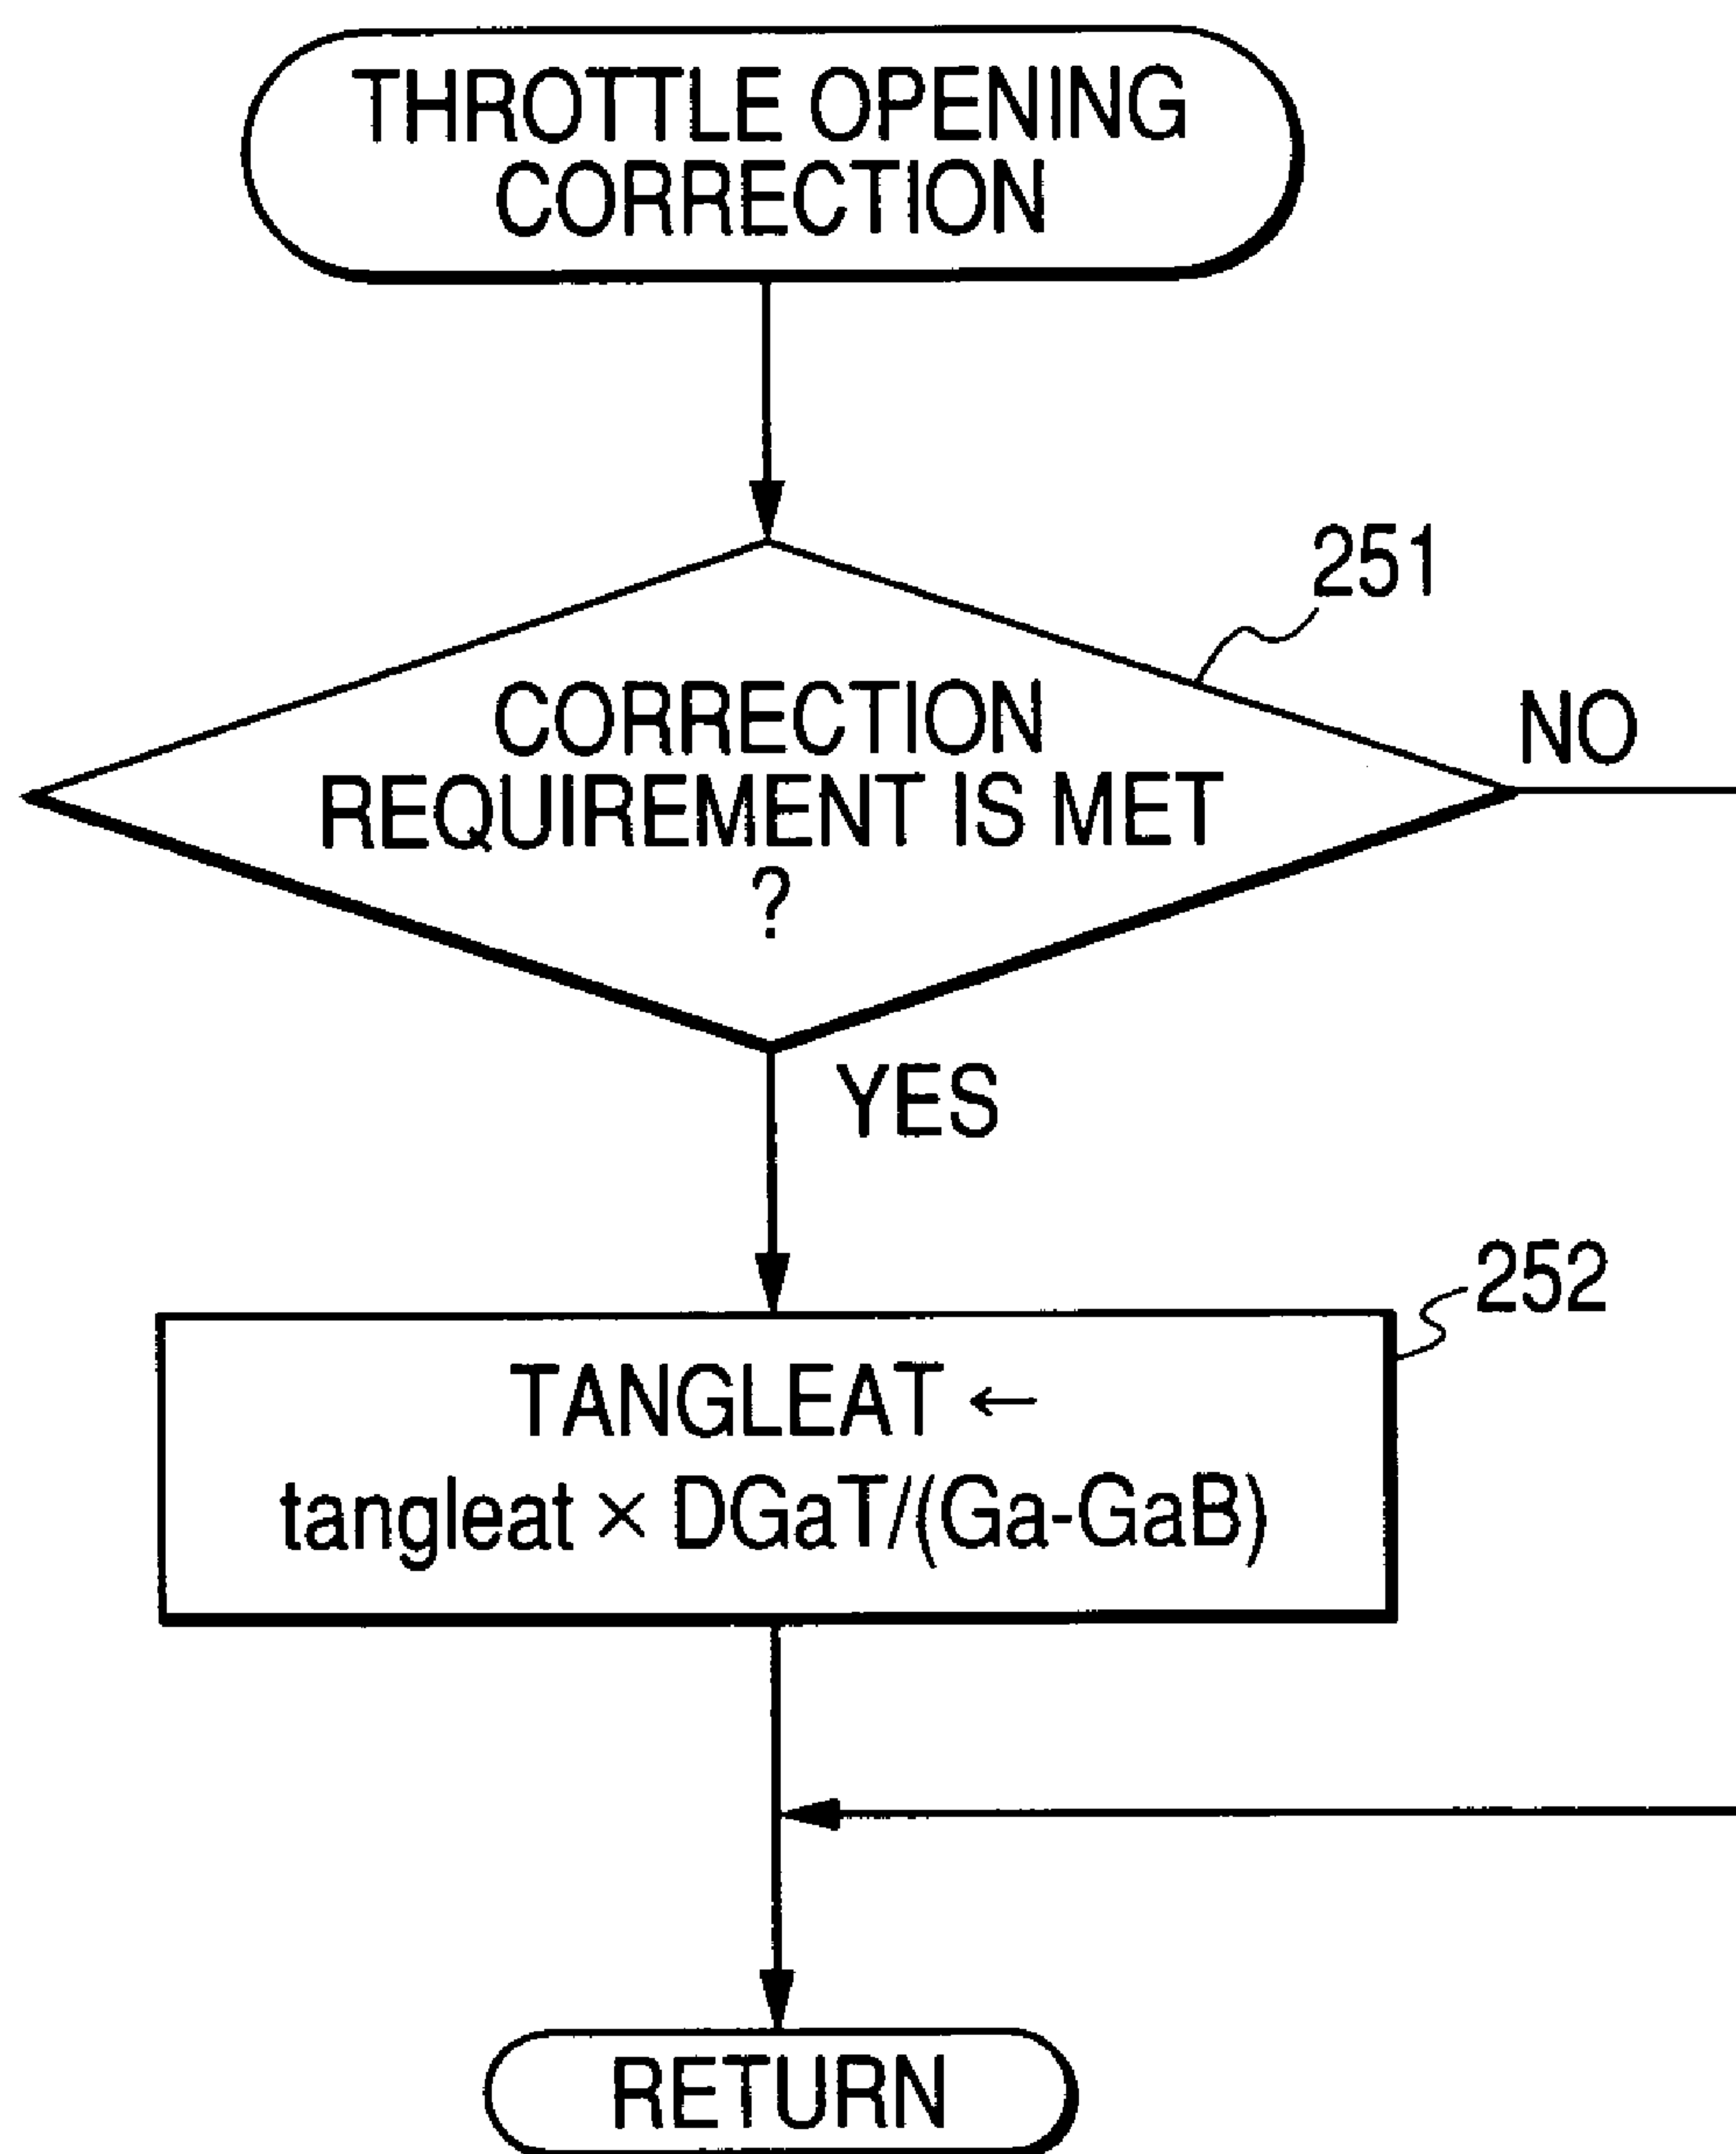 THROTTLE OPENING
CORRECTION
251
CORRECTION
REQUIREMENT IS MET
?
NO
YES
252
TANGLEAT ←
tangleat × DGaT/(Ga-GaB)
RETURN